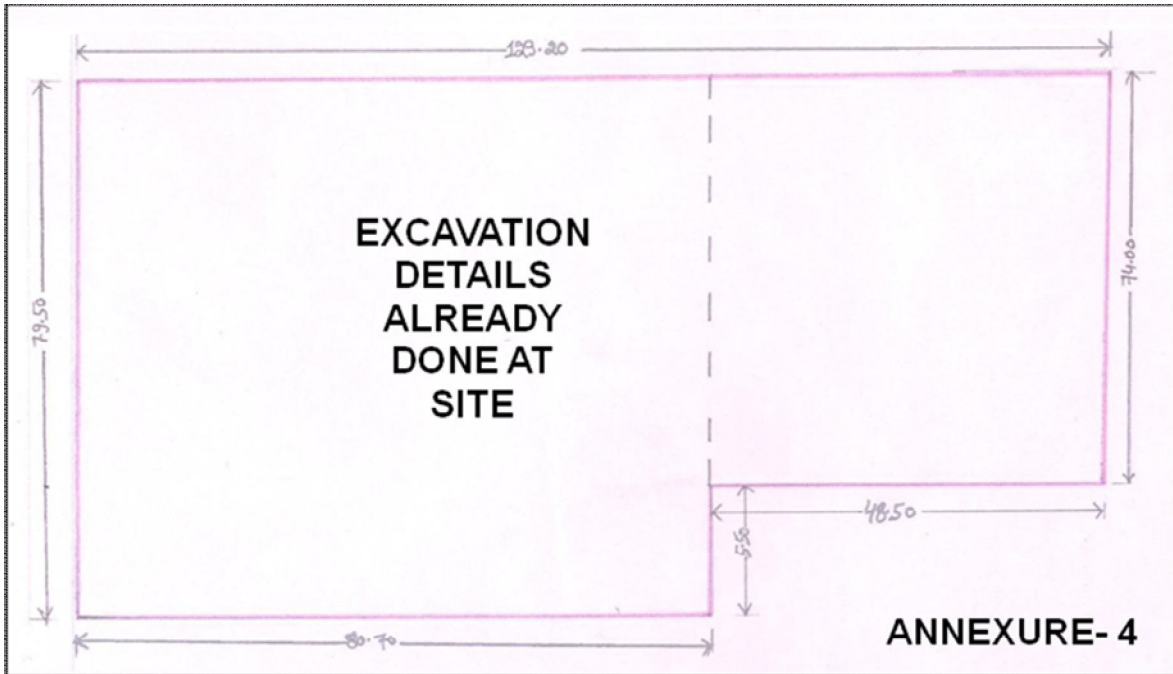 129.20
79.50
EXCAVATION
DETAILS
ALREADY
DONE AT
SITE
74.00
48.50
5.50
80.70
ANNEXURE- 4